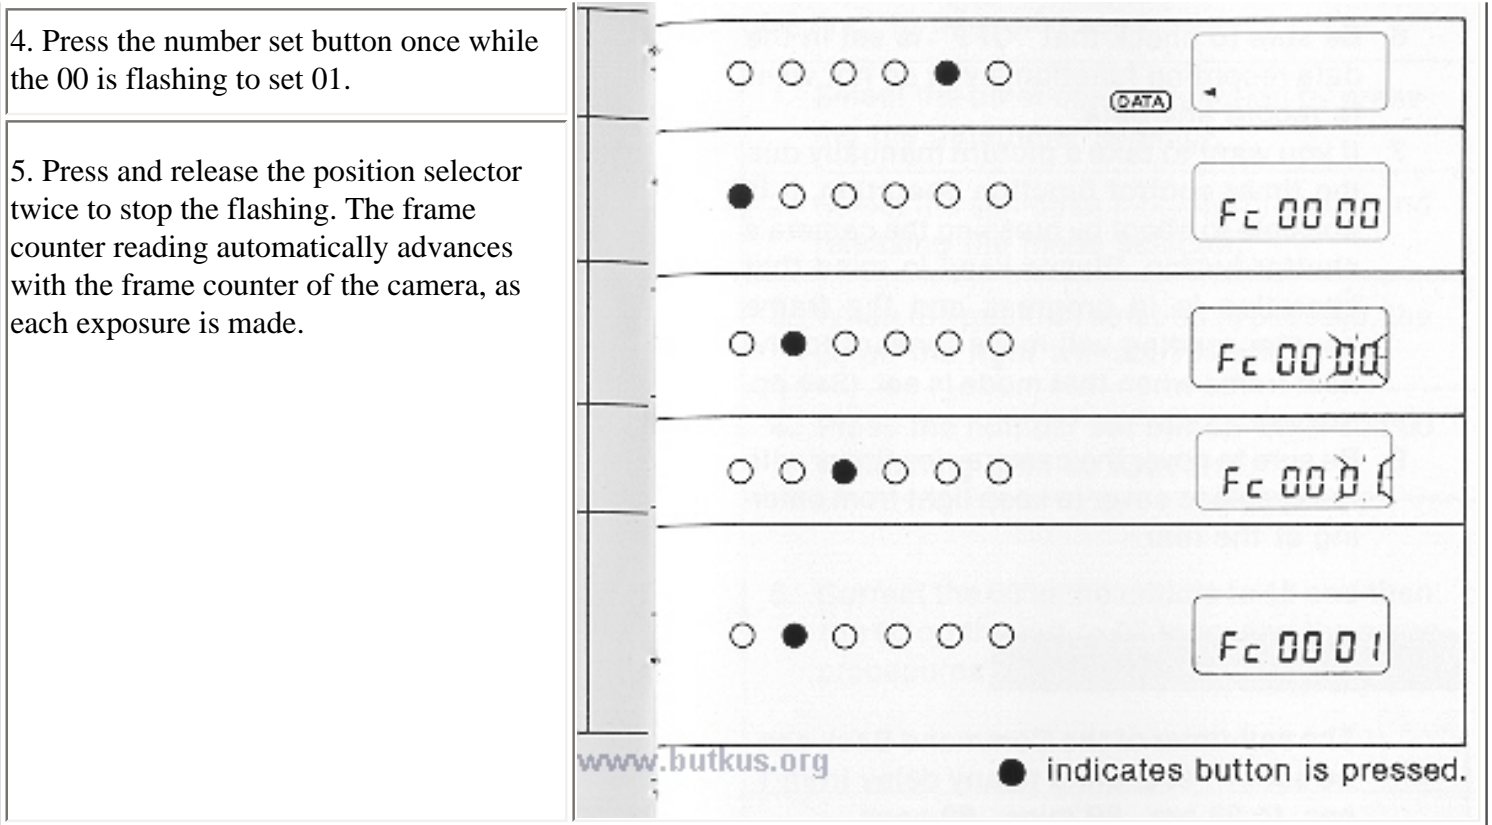 4. Press the number set button once while
the 00 is flashing to set 01.
5. Press and release the position selector
twice to stop the flashing. The frame
counter reading automatically advances
with the frame counter of the camera, as
each exposure is made.
DATA
Fc 00 00
Fc 00 00
Fc 00 01
Fc 00 01
www.butkus.org
indicates button is pressed.